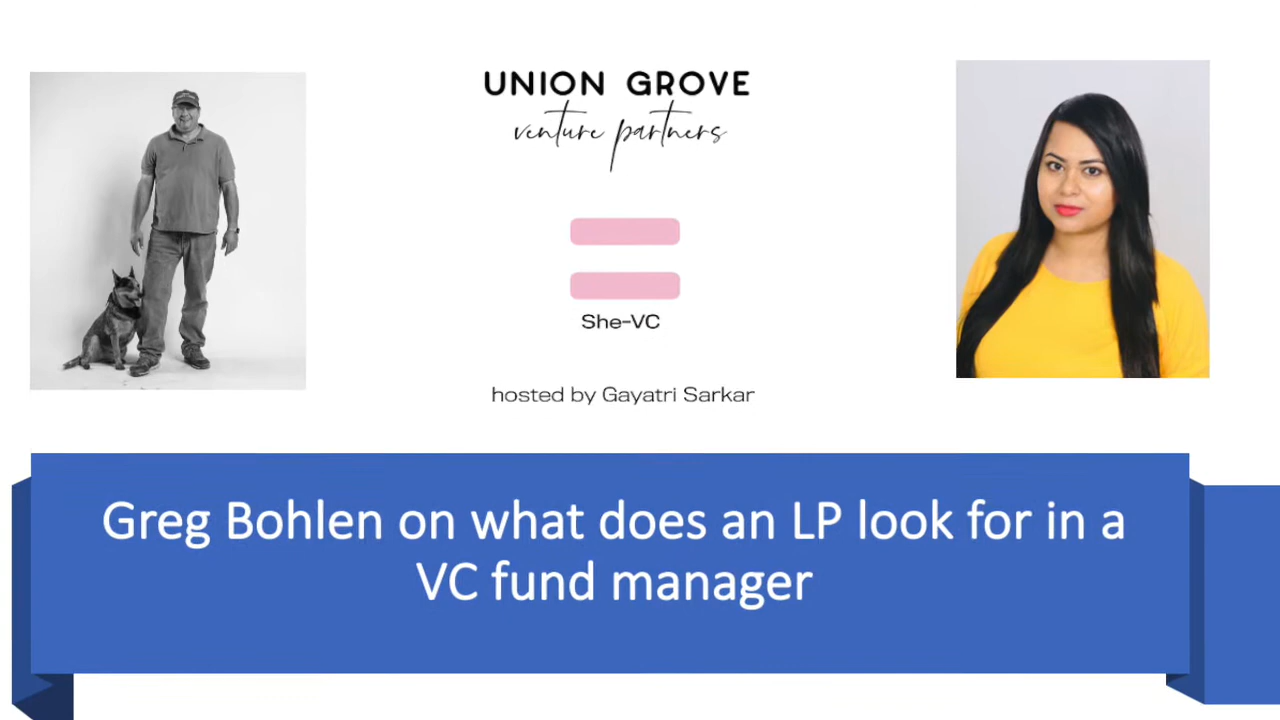 UNION GROVE
venture partners
She-VC
hosted by Gayatri Sarkar
Greg Bohlen on what does an LP look for in a
VC fund manager